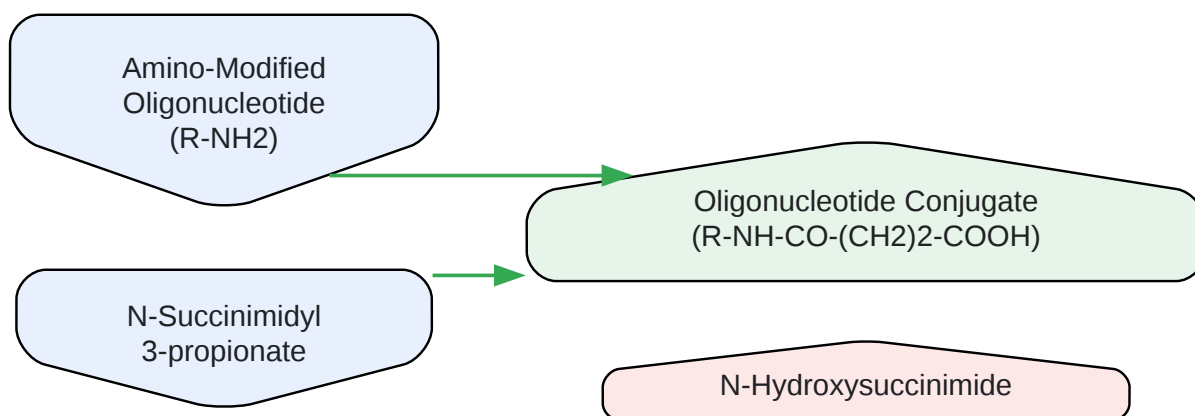 Amino-Modified
Oligonucleotide
(R-NH2)
Oligonucleotide Conjugate
(R-NH-CO-(CH2)2-COOH)
N-Succinimidyl
3-propionate
N-Hydroxysuccinimide